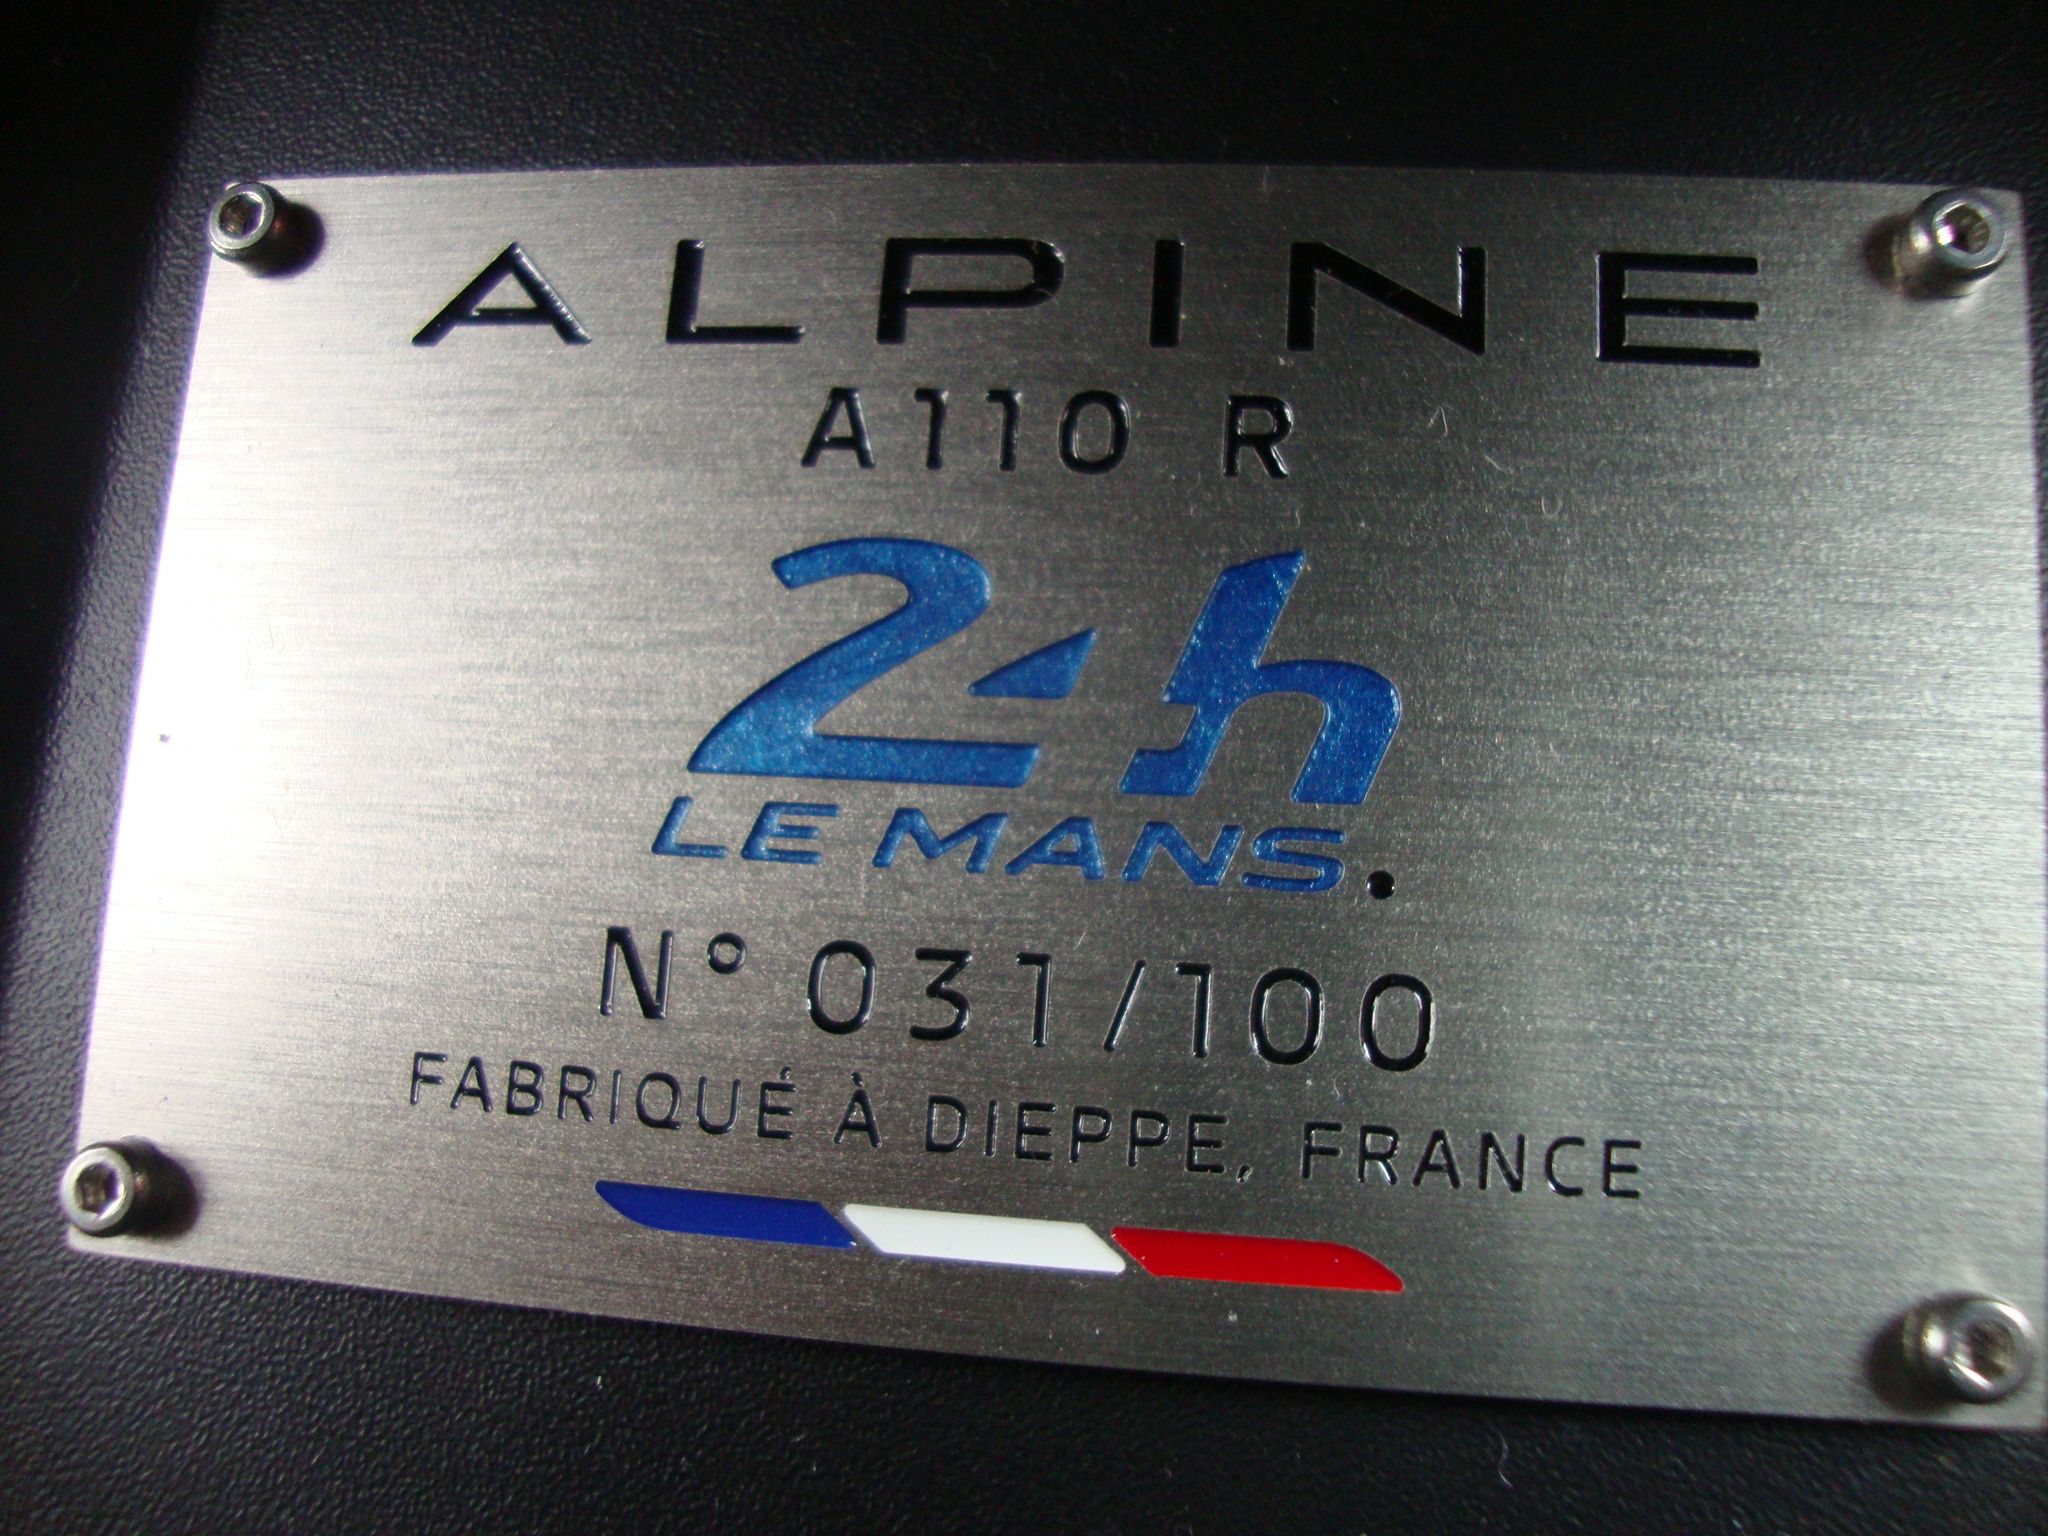 ALPINE
A110 R
24h
LE MANS.
N° 031/100
FABRIQUÉ À DIEPPE, FRANCE